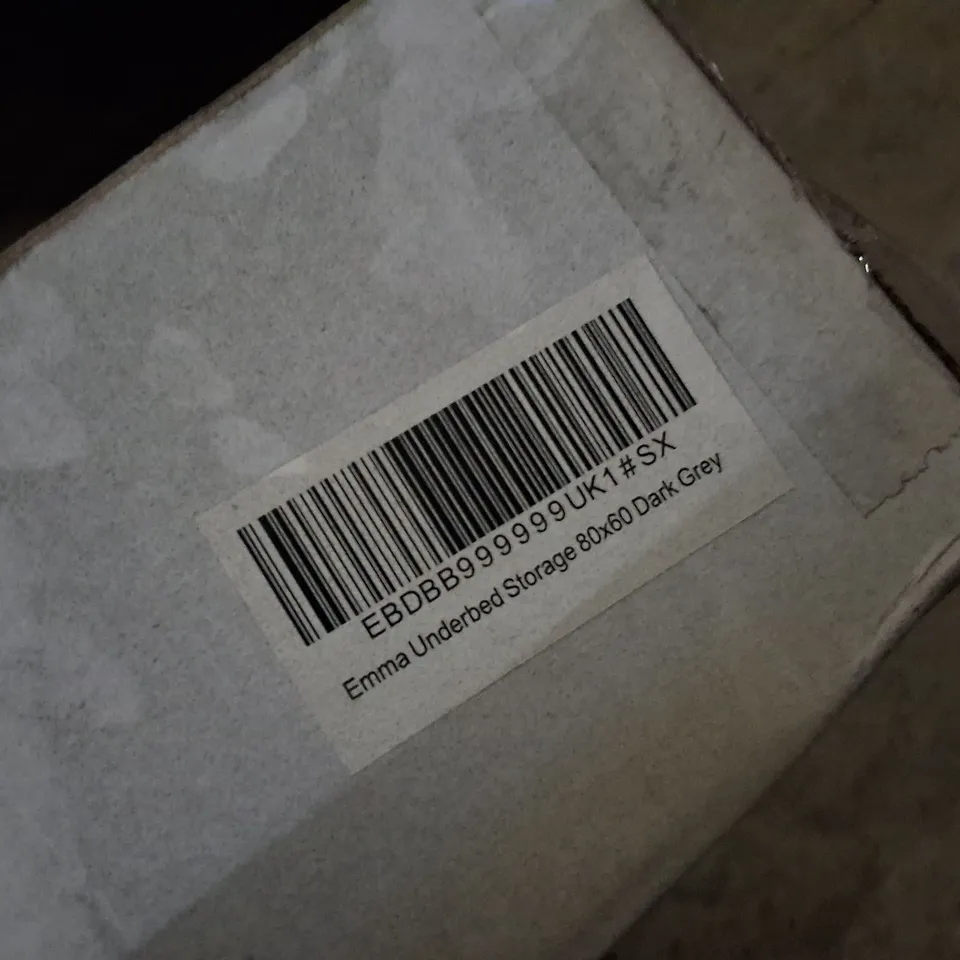 EBDBB999999UK1#SX
Emma Underbed Storage 80x60 Dark Grey